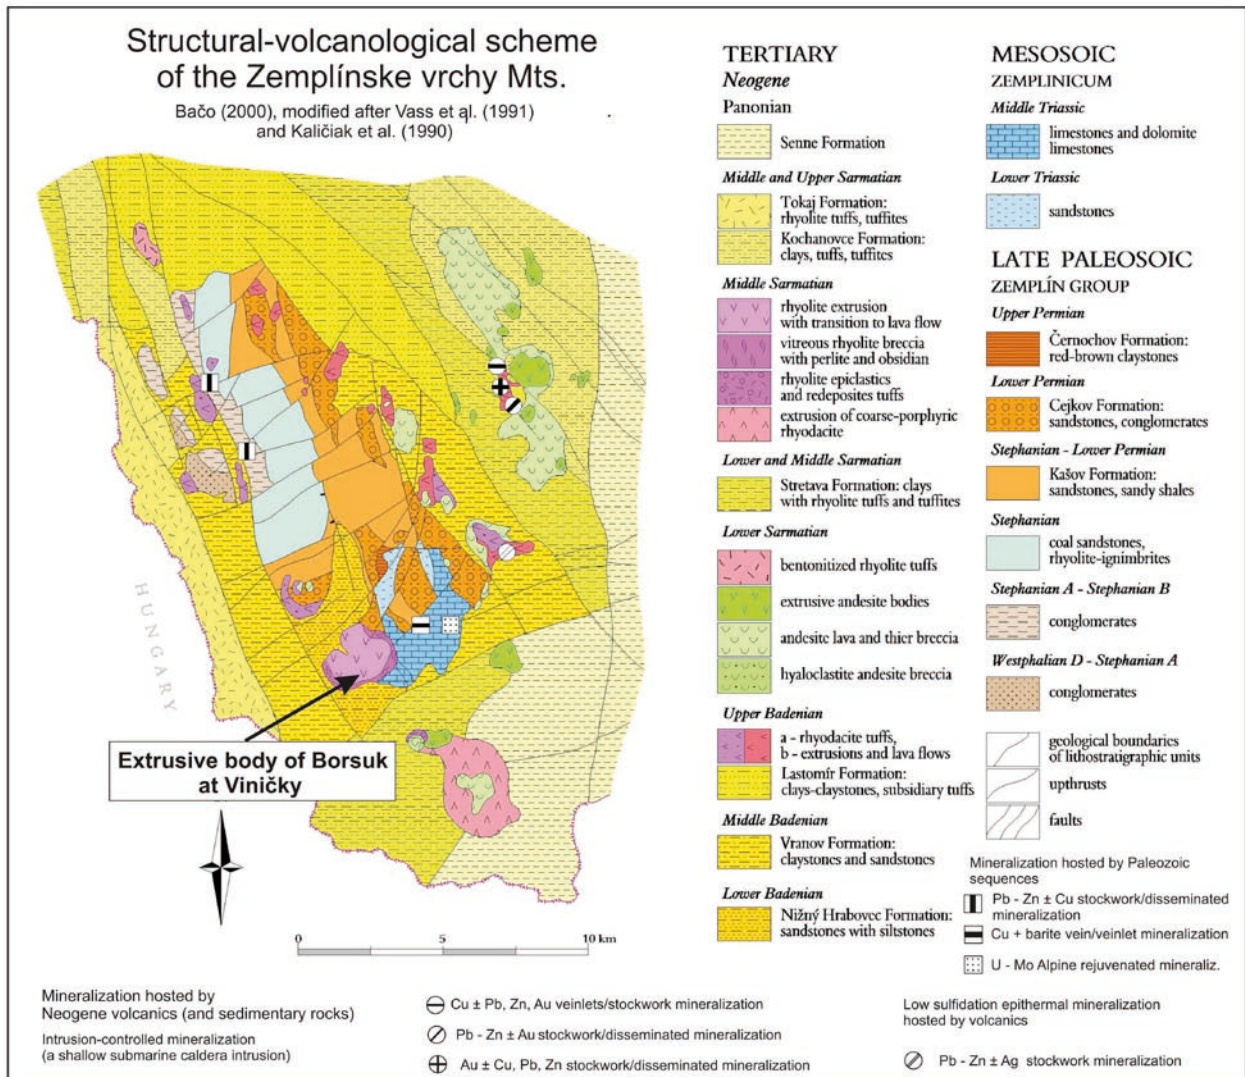 Structural-volcanological scheme
of the Zemplínske vrchy Mts.
Bačo (2000), modified after Vass et al. (1991)
and Kaličiak et al. (1990)
HUNGARY
Extrusive body of Borsuk
at Viničky
0 5 10 km
TERTIARY
Neogene
Panonian
Senne Formation
Middle and Upper Sarmatian
Tokaj Formation:
rhyolite tuffs, tuffites
Kochanovce Formation:
clays, tuffs, tuffites
Middle Sarmatian
rhyolite extrusion
with transition to lava flow
vitreous rhyolite breccia
with perlite and obsidian
rhyolite epiclastics
and redeposites tuffs
extrusion of coarse-porphyric
rhyodacite
Lower and Middle Sarmatian
Stretava Formation: clays
with rhyolite tuffs and tuffites
Lower Sarmatian
bentonitized rhyolite tuffs
extrusive andesite bodies
andesite lava and thier breccia
hyaloclastite andesite breccia
Upper Badenian
a - rhyodacite tuffs,
b - extrusions and lava flows
Lastomír Formation:
clays-claystones, subsidiary tuffs
Middle Badenian
Vranov Formation:
claystones and sandstones
Lower Badenian
Nižný Hrabovec Formation:
sandstones with siltstones
MESOSOIC
ZEMPLINICUM
Middle Triassic
limestones and dolomite
limestones
Lower Triassic
sandstones
LATE PALEOSOIC
ZEMPLÍN GROUP
Upper Permian
Černochov Formation:
red-brown claystones
Lower Permian
Cejkov Formation:
sandstones, conglomerates
Stephanian - Lower Permian
Kašov Formation:
sandstones, sandy shales
Stephanian
coal sandstones,
rhyolite-ignimbrites
Stephanian A - Stephanian B
conglomerates
Westphalian D - Stephanian A
conglomerates
geological boundaries
of lithostratigraphic units
upthrusts
faults
Mineralization hosted by Paleozoic
sequences
Pb - Zn ± Cu stockwork/disseminated
mineralization
Cu + barite vein/veinlet mineralization
U - Mo Alpine rejuvenated mineraliz.
Mineralization hosted by
Neogene volcanics (and sedimentary rocks)
Intrusion-controlled mineralization
(a shallow submarine caldera intrusion)
Cu ± Pb, Zn, Au veinlets/stockwork mineralization
Pb - Zn ± Au stockwork/disseminated mineralization
Au ± Cu, Pb, Zn stockwork/disseminated mineralization
Low sulfidation epithermal mineralization
hosted by volcanics
Pb - Zn ± Ag stockwork mineralization